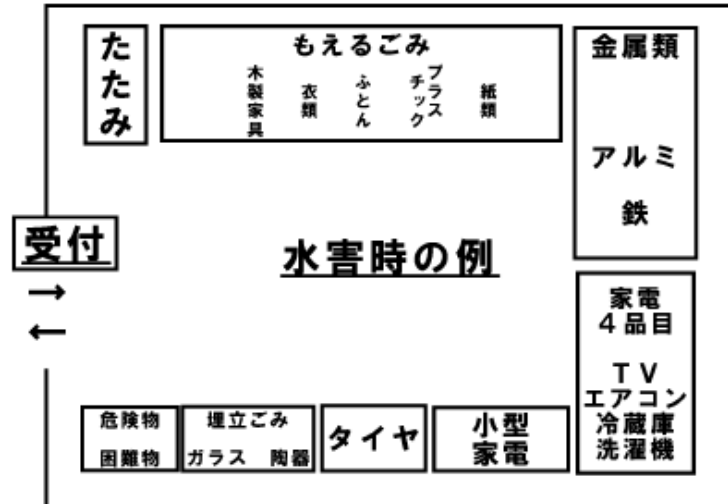 たたみ
もえるごみ
木製家具
衣類
ふとん
プラスチック
紙類
金属類
アルミ
鉄
受付
→
←
水害時の例
家電
４品目
ＴＶ
エアコン
冷蔵庫
洗濯機
危険物
困難物
埋立ごみ
ガラス 陶器
タイヤ
小型
家電